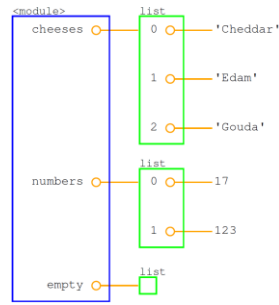 <module> list
cheeses 0 'Cheddar'
1 'Edam'
2 'Gouda'
list
numbers 0 17
1 123
list
empty